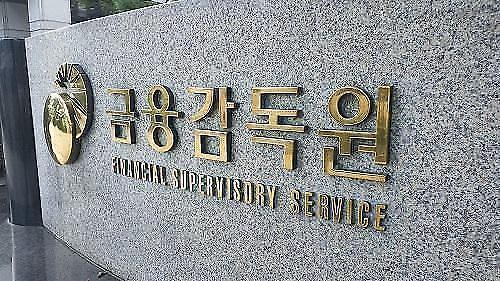 금융감독원
FINANCIAL SUPERVISORY SERVICE